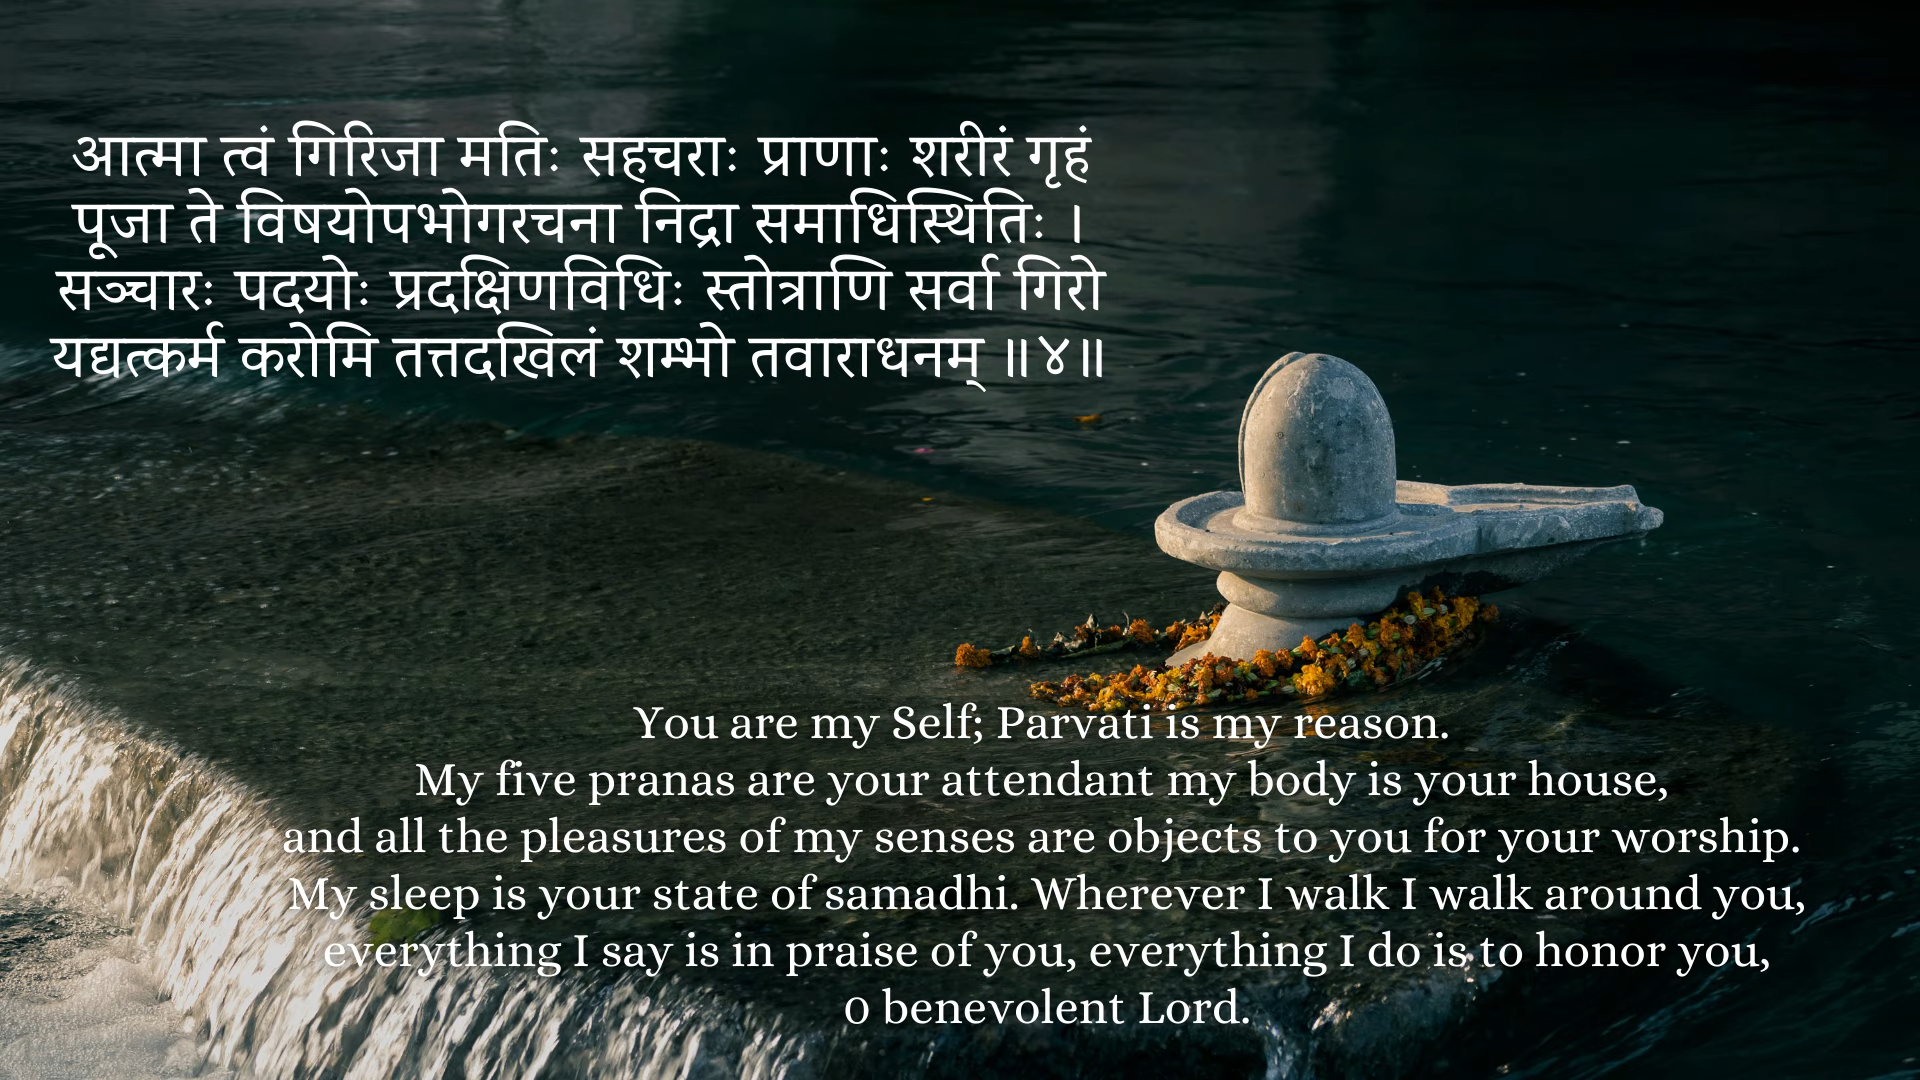 आत्मा त्वं गिरिजा मतिः सहचराः प्राणाः शरीरं गृहं
पूजा ते विषयोपभोगरचना निद्रा समाधिस्थितिः ।
सञ्चारः पदयोः प्रदक्षिणविधिः स्तोत्राणि सर्वा गिरो
यद्यत्कर्म करोमि तत्तदखिलं शम्भो तवाराधनम् ॥४॥
You are my Self; Parvati is my reason.
My five pranas are your attendant my body is your house,
and all the pleasures of my senses are objects to you for your worship.
My sleep is your state of samadhi. Wherever I walk I walk around you,
everything I say is in praise of you, everything I do is to honor you,
0 benevolent Lord.